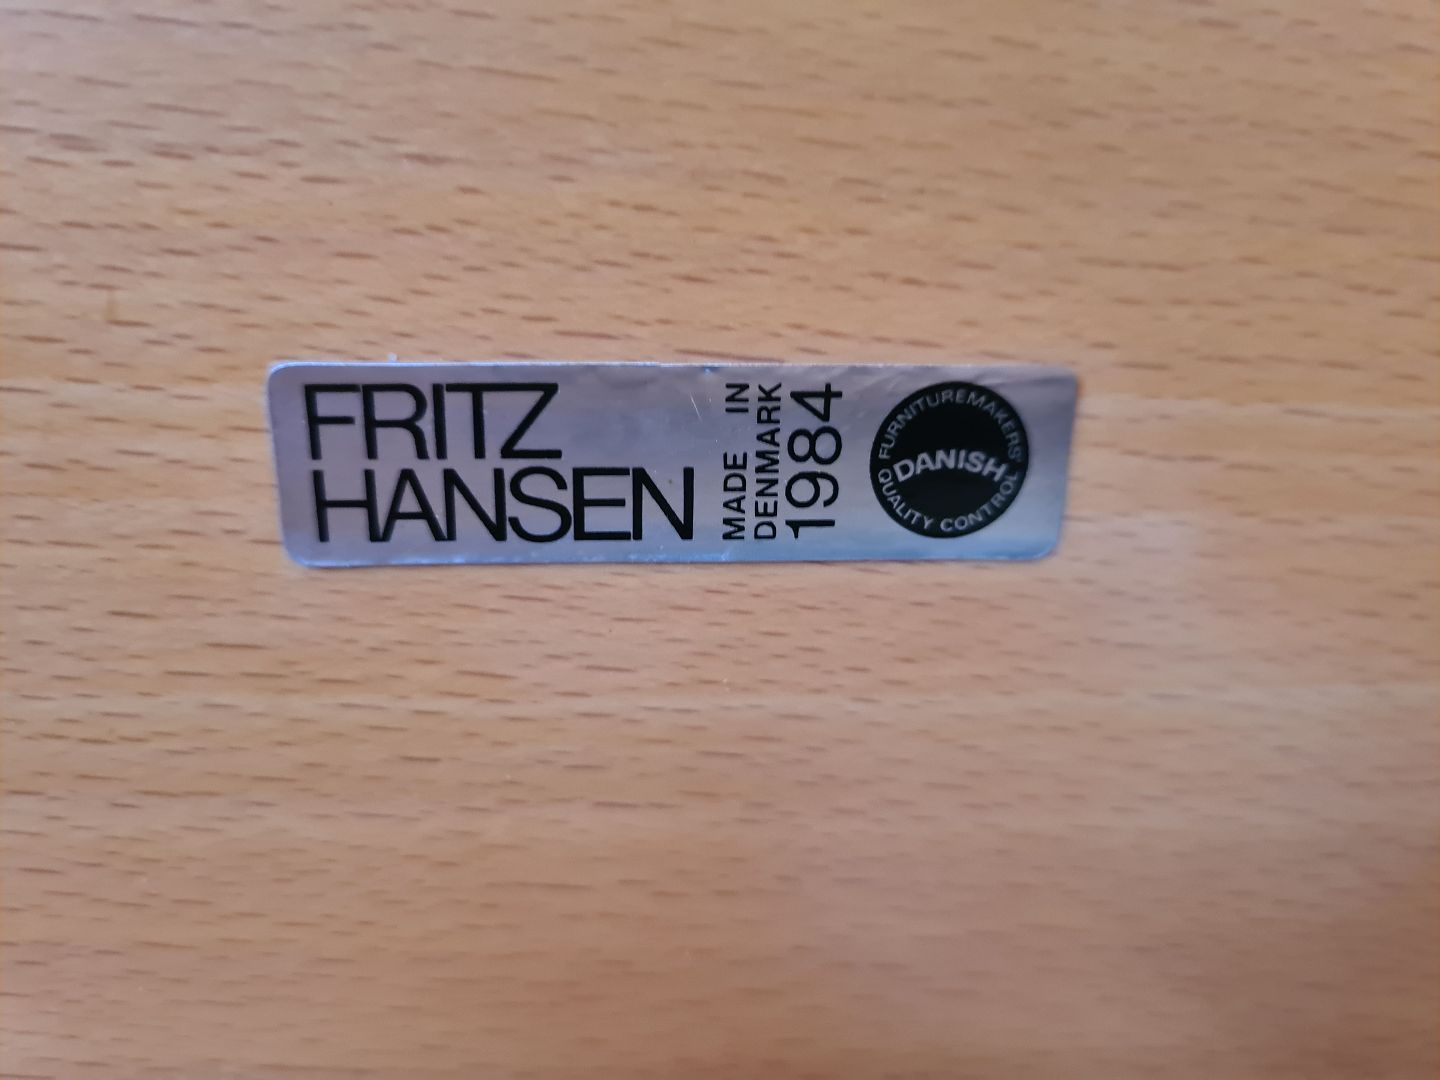 FRITZ
HANSEN
MADE IN
DENMARK
1984
FURNITUREMAKERS'
DANISH
QUALITY CONTROL